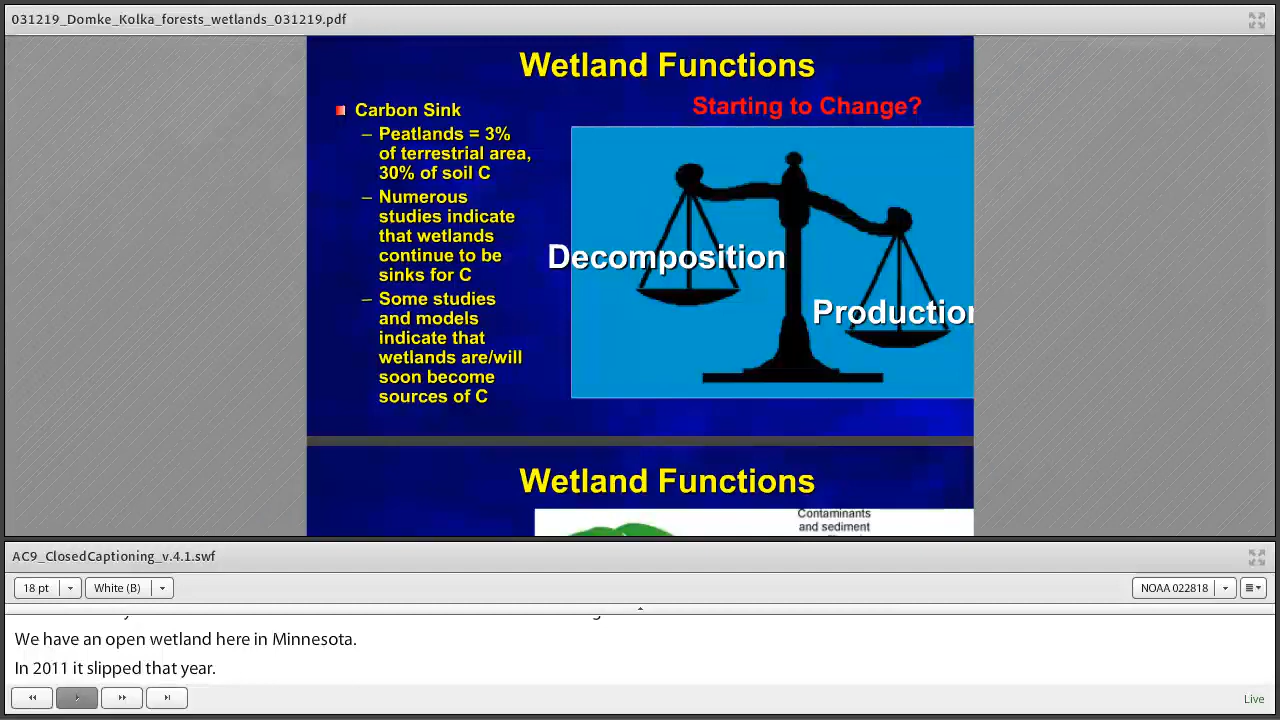 031219_Domke_Kolka_forests_wetlands_031219.pdf
Wetland Functions
Starting to Change?
Carbon Sink
– Peatlands = 3%
of terrestrial area,
30% of soil C
– Numerous
studies indicate
that wetlands
continue to be
sinks for C
– Some studies
and models
indicate that
wetlands are/will
soon become
sources of C
Decomposition
Production
Wetland Functions
Contaminants
and sediment
AC9_ClosedCaptioning_v.4.1.swf
18 pt
White (B)
NOAA 022818
We have an open wetland here in Minnesota.
In 2011 it slipped that year.
Live